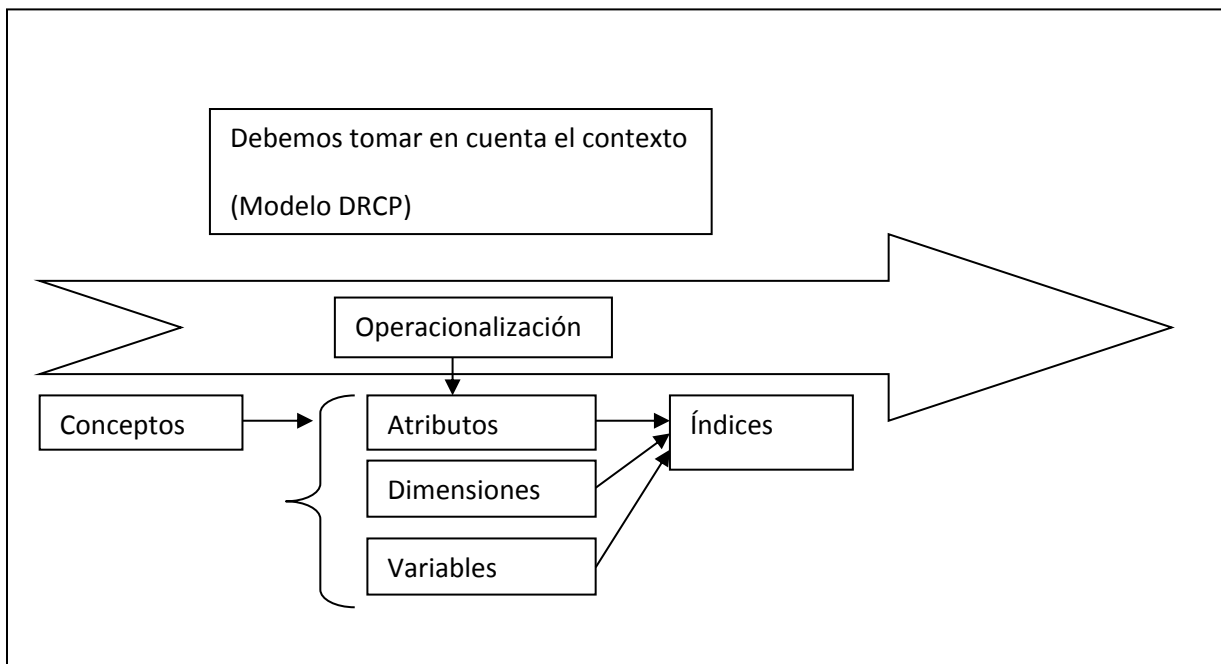 Debemos tomar en cuenta el contexto
(Modelo DRCP)
Operacionalización
Conceptos
Atributos
Índices
Dimensiones
Variables